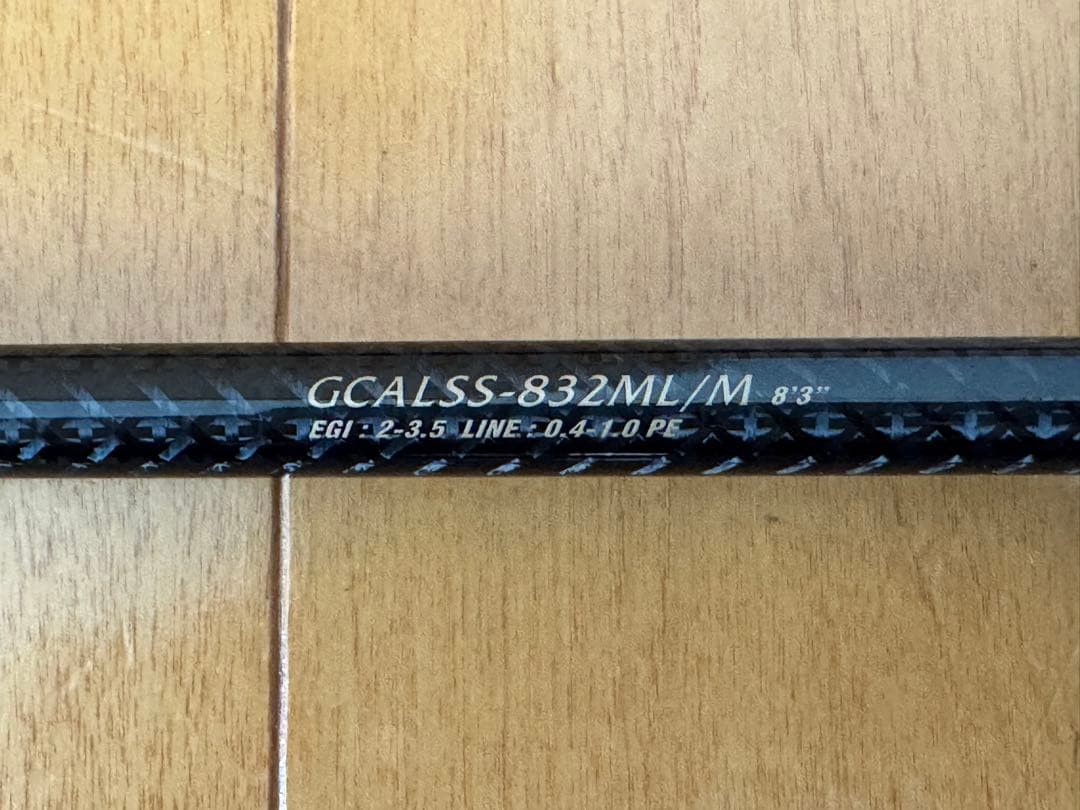 GCALSS-832ML/M 8'3"
EGI : 2-3.5 LINE : 0.4-1.0 PE